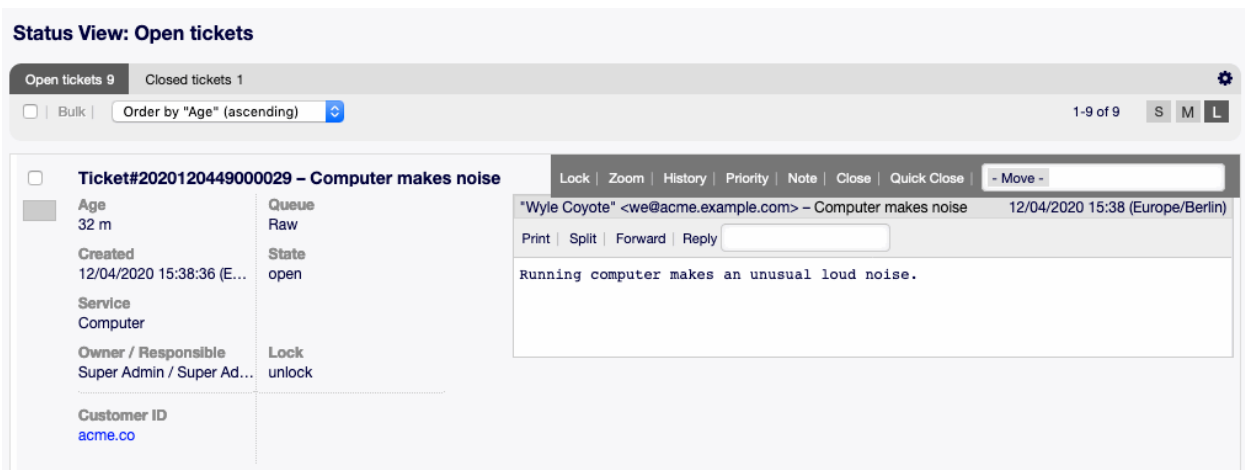 Status View: Open tickets
Open tickets 9 Closed tickets 1
Bulk | Order by "Age" (ascending) 1-9 of 9 S M L
Ticket#2020120449000029 – Computer makes noise
Lock | Zoom | History | Priority | Note | Close | Quick Close | - Move -
Age Queue
32 m Raw
Created State
12/04/2020 15:38:36 (E... open
Service
Computer
Owner / Responsible Lock
Super Admin / Super Ad... unlock
Customer ID
acme.co
"Wyle Coyote" <we@acme.example.com> – Computer makes noise 12/04/2020 15:38 (Europe/Berlin)
Print | Split | Forward | Reply
Running computer makes an unusual loud noise.